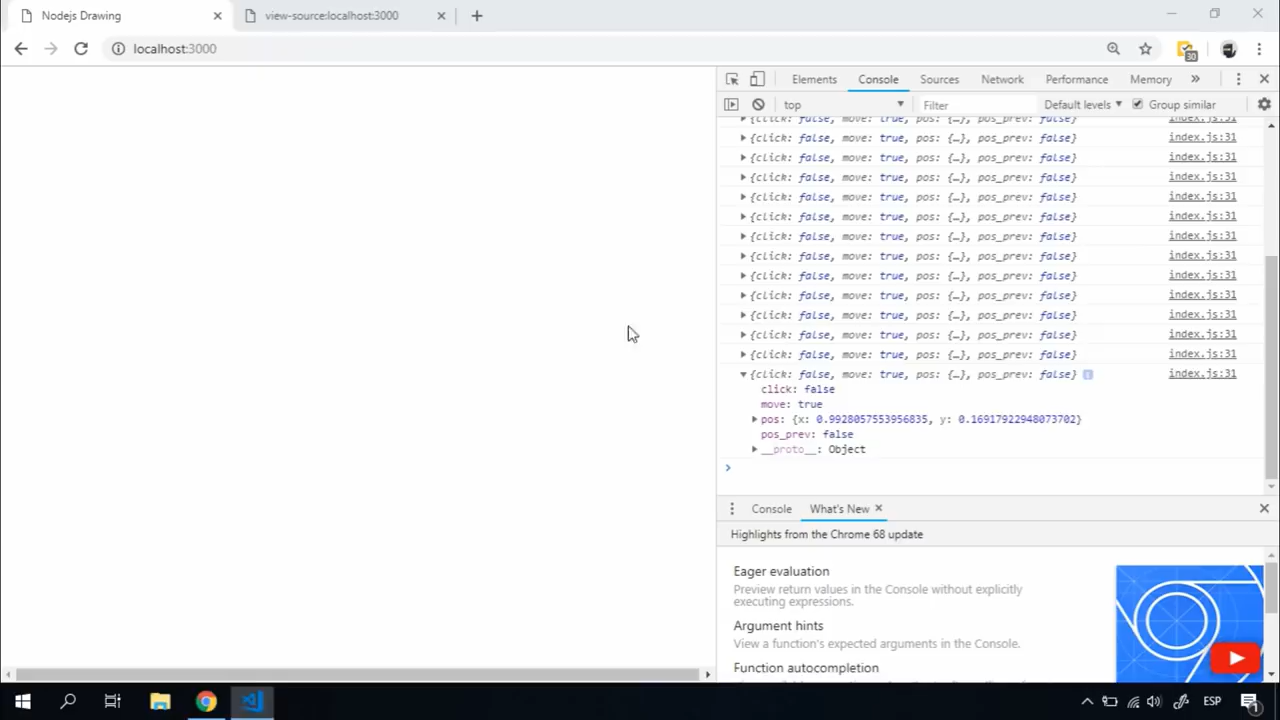 Nodejs Drawing
view-source:localhost:3000
localhost:3000
30
Elements Console Sources Network Performance Memory
top Filter Default levels Group similar
{click: false, move: true, pos: {…}, pos_prev: false} index.js:31
{click: false, move: true, pos: {…}, pos_prev: false} index.js:31
{click: false, move: true, pos: {…}, pos_prev: false} index.js:31
{click: false, move: true, pos: {…}, pos_prev: false} index.js:31
{click: false, move: true, pos: {…}, pos_prev: false} index.js:31
{click: false, move: true, pos: {…}, pos_prev: false} index.js:31
{click: false, move: true, pos: {…}, pos_prev: false} index.js:31
{click: false, move: true, pos: {…}, pos_prev: false} index.js:31
{click: false, move: true, pos: {…}, pos_prev: false} index.js:31
{click: false, move: true, pos: {…}, pos_prev: false} index.js:31
{click: false, move: true, pos: {…}, pos_prev: false} index.js:31
{click: false, move: true, pos: {…}, pos_prev: false} index.js:31
{click: false, move: true, pos: {…}, pos_prev: false} index.js:31
{click: false, move: true, pos: {…}, pos_prev: false} index.js:31
click: false
move: true
pos: {x: 0.9928057553956835, y: 0.16917922948073702}
pos_prev: false
__proto__: Object
Console What's New
Highlights from the Chrome 68 update
Eager evaluation
Preview return values in the Console without explicitly
executing expressions.
Argument hints
View a function's expected arguments in the Console.
Function autocompletion
ESP
1